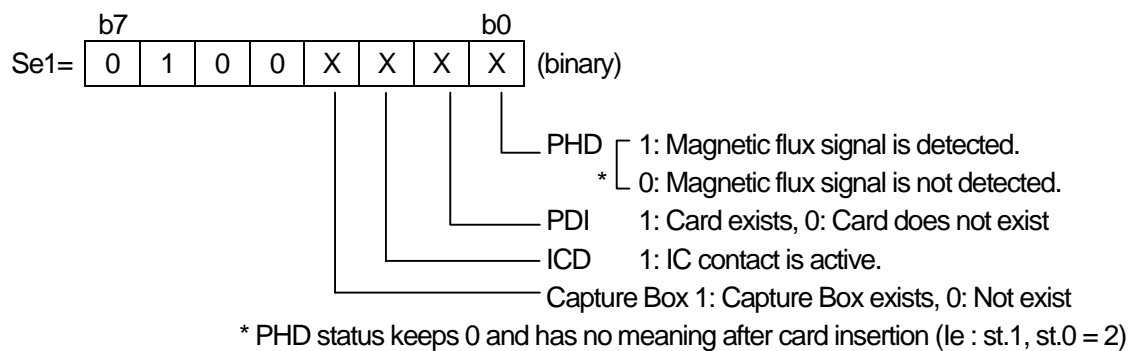 b7 b0
Se1= 0 1 0 0 X X X X (binary)
PHD 1: Magnetic flux signal is detected.
* 0: Magnetic flux signal is not detected.
PDI 1: Card exists, 0: Card does not exist
ICD 1: IC contact is active.
Capture Box 1: Capture Box exists, 0: Not exist
* PHD status keeps 0 and has no meaning after card insertion (Ie : st.1, st.0 = 2)